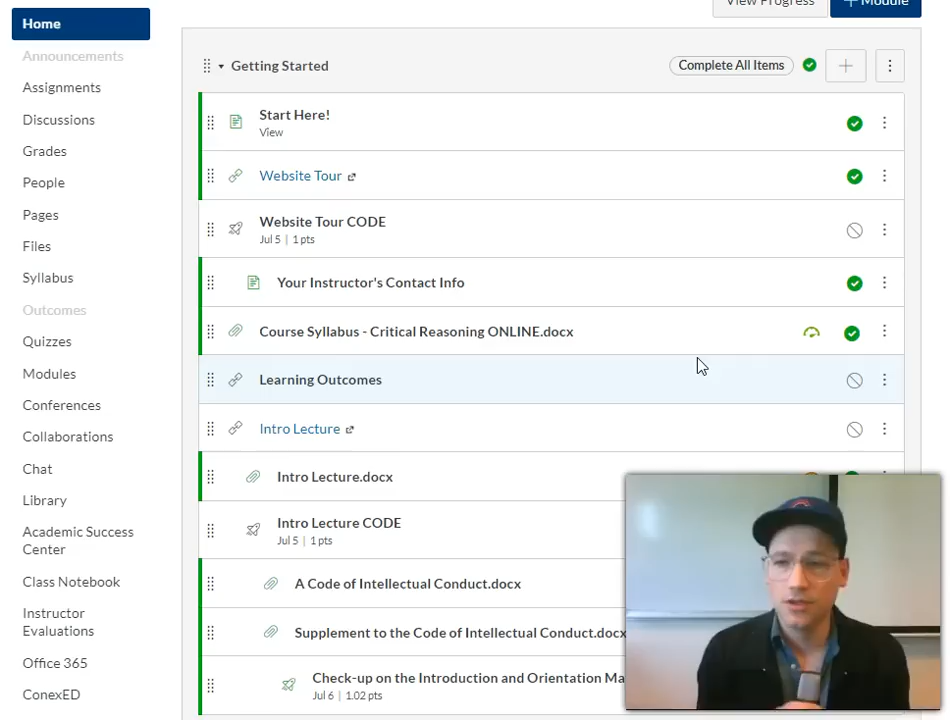 Home
Announcements
Assignments
Discussions
Grades
People
Pages
Files
Syllabus
Outcomes
Quizzes
Modules
Conferences
Collaborations
Chat
Library
Academic Success
Center
Class Notebook
Instructor
Evaluations
Office 365
ConexED
View Progress
+ Module
Getting Started
Complete All Items
Start Here!
View
Website Tour
Website Tour CODE
Jul 5 | 1 pts
Your Instructor's Contact Info
Course Syllabus - Critical Reasoning ONLINE.docx
Learning Outcomes
Intro Lecture
Intro Lecture.docx
Intro Lecture CODE
Jul 5 | 1 pts
A Code of Intellectual Conduct.docx
Supplement to the Code of Intellectual Conduct.docx
Check-up on the Introduction and Orientation Ma
Jul 6 | 1.02 pts